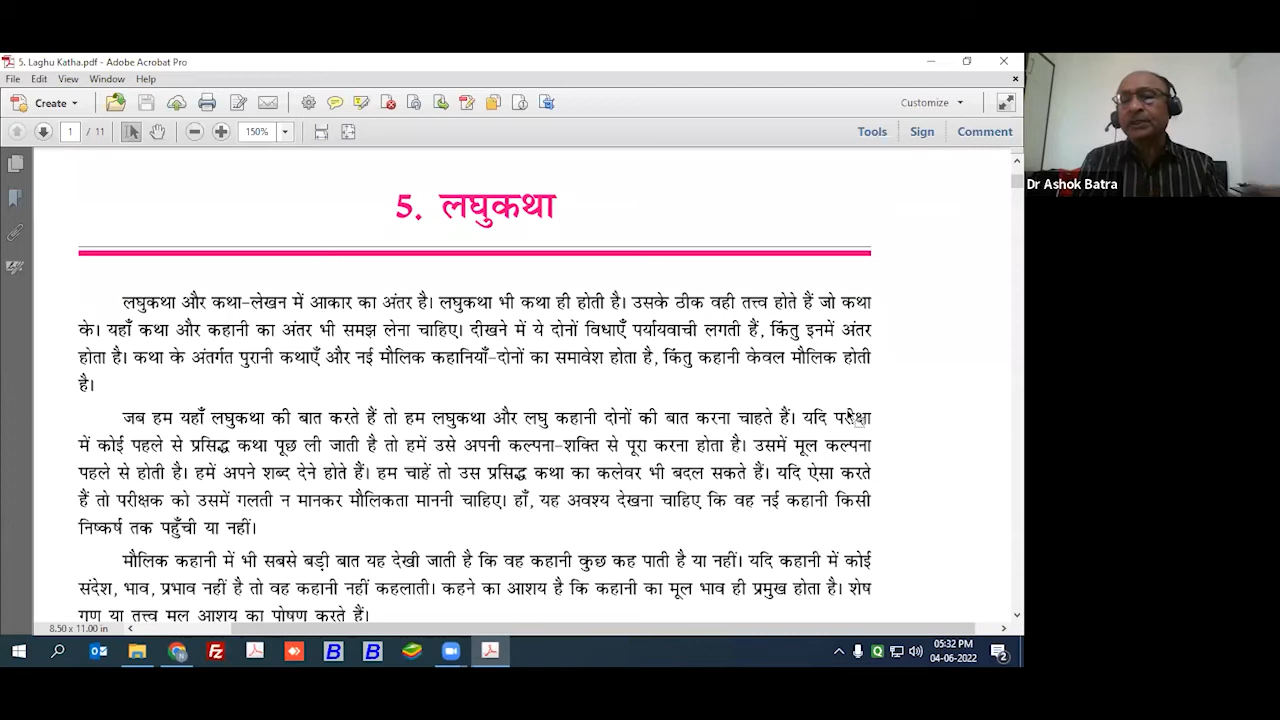 5. Laghu Katha.pdf - Adobe Acrobat Pro
File Edit View Window Help
Create
Customize
1 / 11
150%
Tools Sign Comment
Dr Ashok Batra
5. लघुकथा
लघुकथा और कथा-लेखन में आकार का अंतर है। लघुकथा भी कथा ही होती है। उसके ठीक वही तत्त्व होते हैं जो कथा
के। यहाँ कथा और कहानी का अंतर भी समझ लेना चाहिए। दीखने में ये दोनों विधाएँ पर्यायवाची लगती हैं, किंतु इनमें अंतर
होता है। कथा के अंतर्गत पुरानी कथाएँ और नई मौलिक कहानियाँ-दोनों का समावेश होता है, किंतु कहानी केवल मौलिक होती
है।
जब हम यहाँ लघुकथा की बात करते हैं तो हम लघुकथा और लघु कहानी दोनों की बात करना चाहते हैं। यदि परीक्षा
में कोई पहले से प्रसिद्ध कथा पूछ ली जाती है तो हमें उसे अपनी कल्पना-शक्ति से पूरा करना होता है। उसमें मूल कल्पना
पहले से होती है। हमें अपने शब्द देने होते हैं। हम चाहें तो उस प्रसिद्ध कथा का कलेवर भी बदल सकते हैं। यदि ऐसा करते
हैं तो परीक्षक को उसमें गलती न मानकर मौलिकता माननी चाहिए। हाँ, यह अवश्य देखना चाहिए कि वह नई कहानी किसी
निष्कर्ष तक पहुँची या नहीं।
मौलिक कहानी में भी सबसे बड़ी बात यह देखी जाती है कि वह कहानी कुछ कह पाती है या नहीं। यदि कहानी में कोई
संदेश, भाव, प्रभाव नहीं है तो वह कहानी नहीं कहलाती। कहने का आशय है कि कहानी का मूल भाव ही प्रमुख होता है। शेष
गुण या तत्त्व मूल आशय का पोषण करते हैं।
8.50 x 11.00 in
05:32 PM
04-06-2022
2